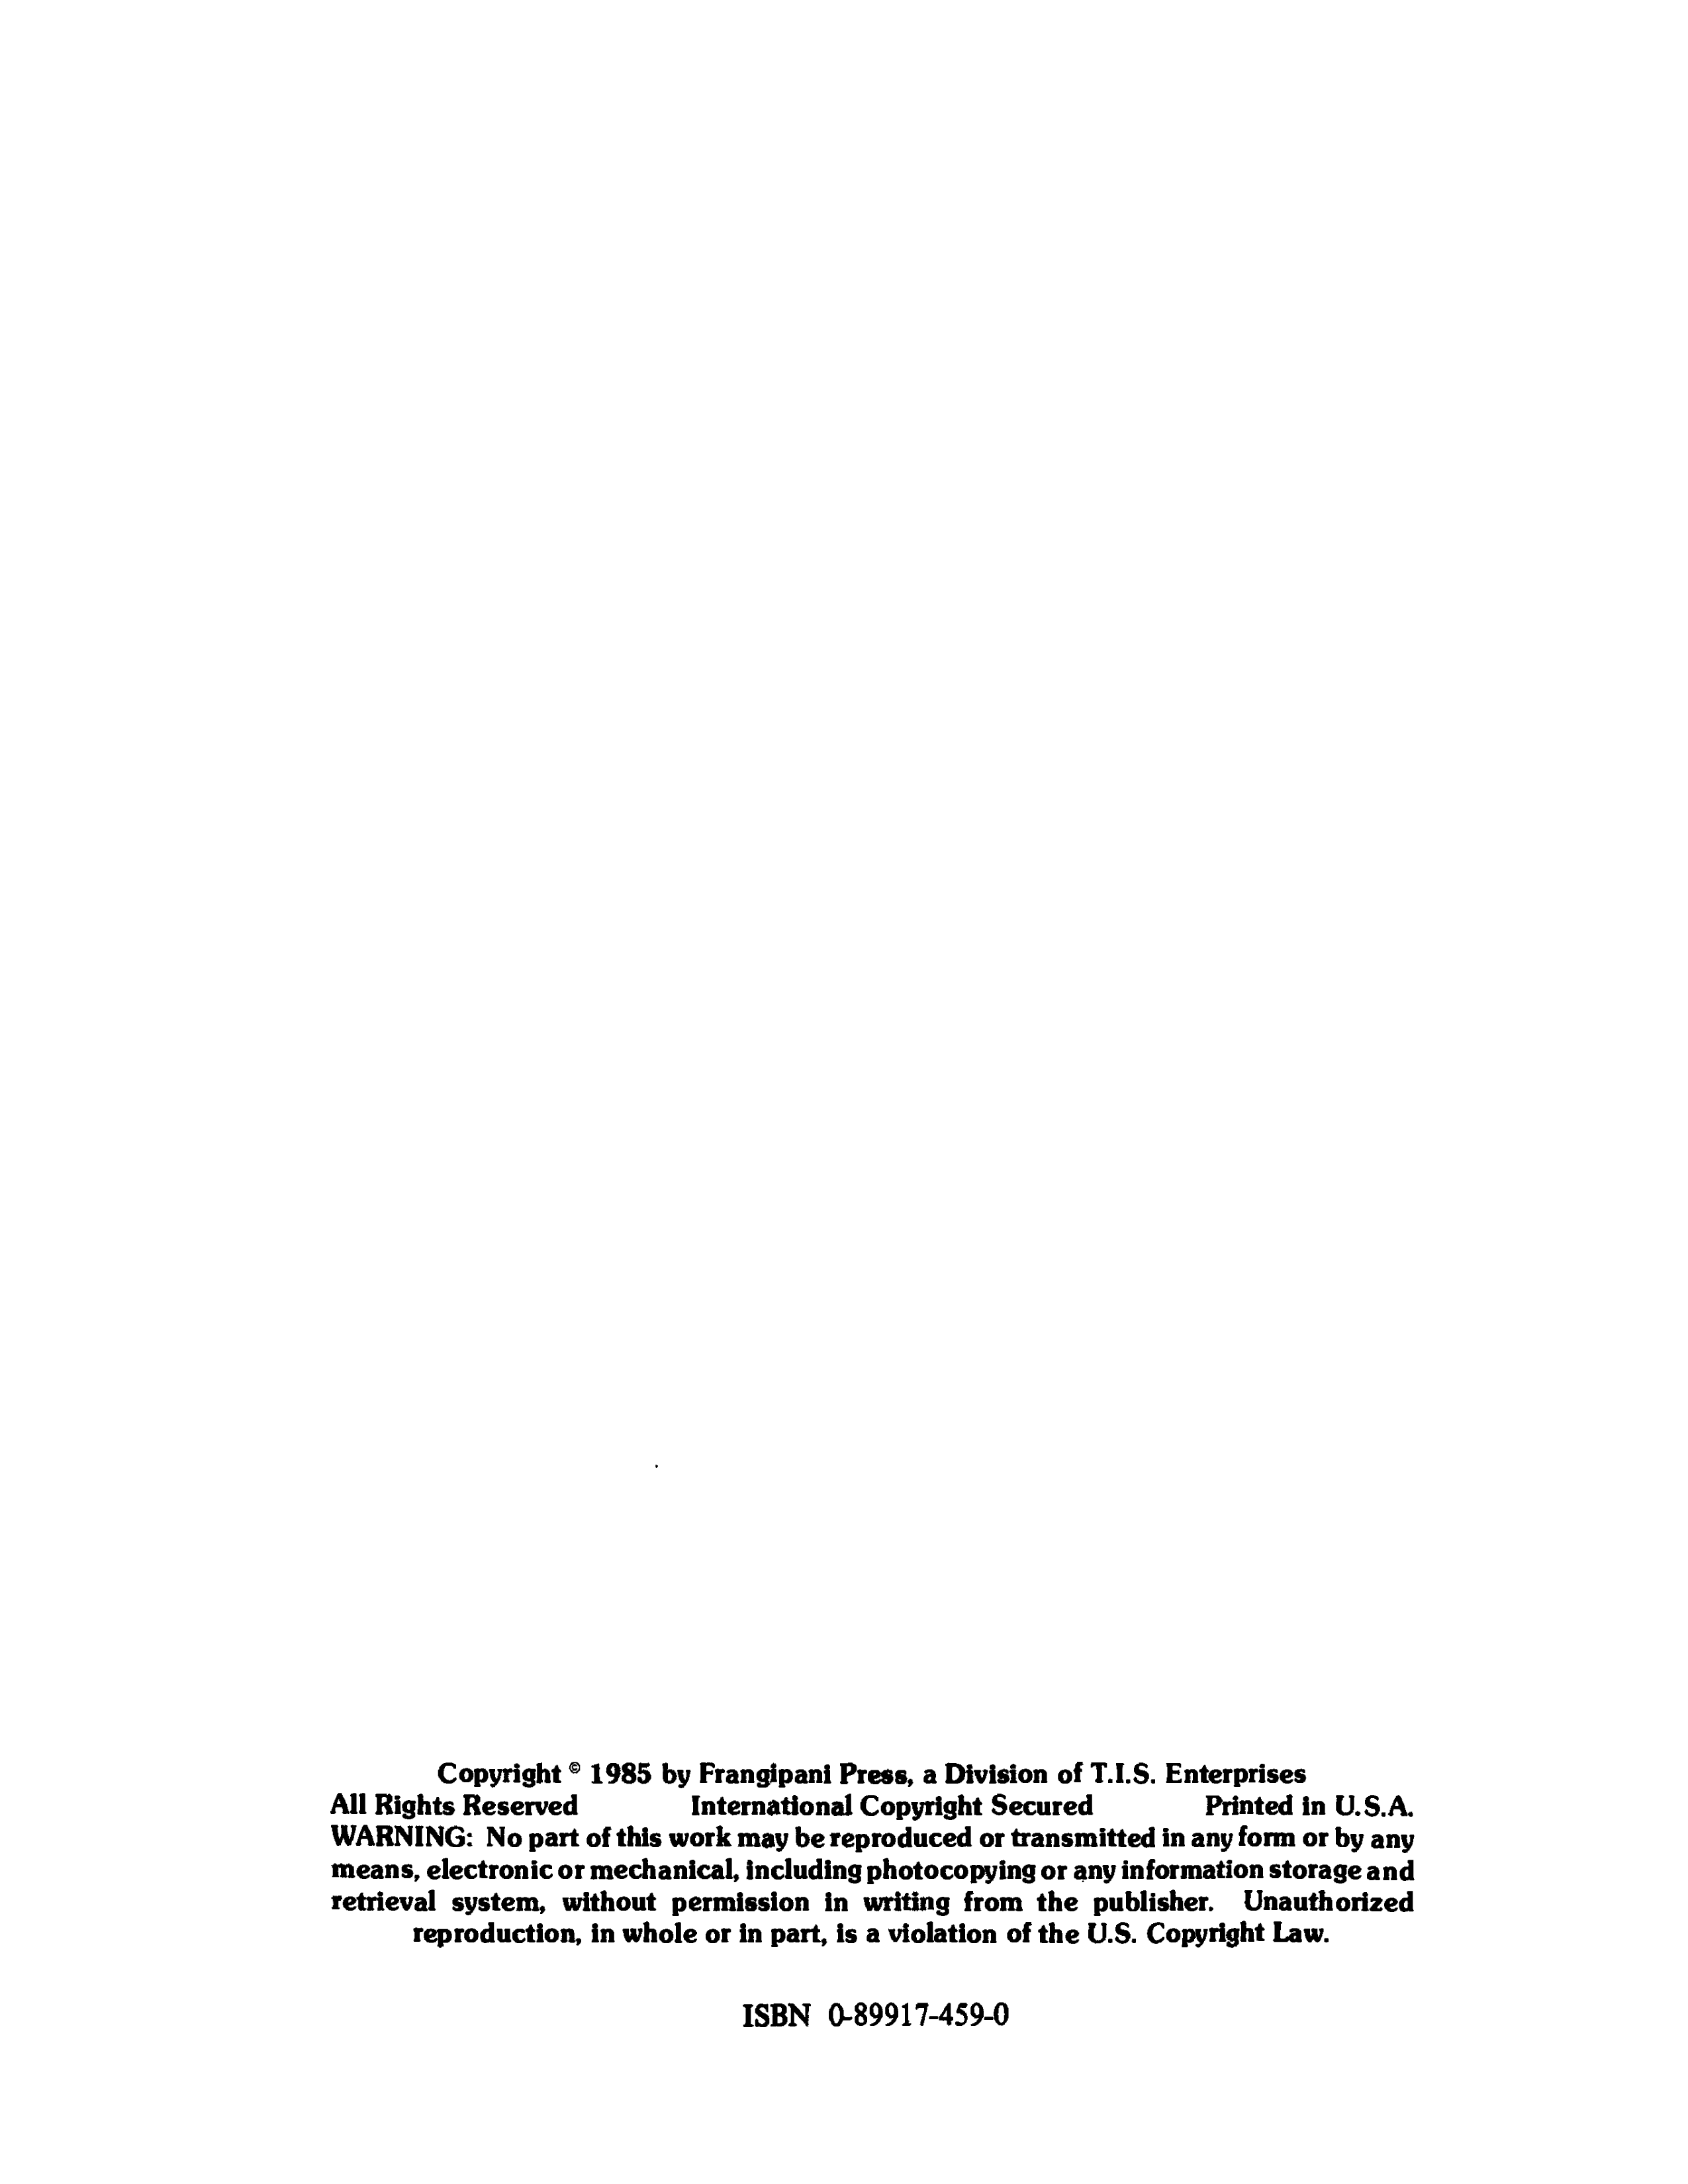 Copyright © 1985 by Frangipani Press, a Division of T.I.S. Enterprises
All Rights Reserved International Copyright Secured Printed in U.S.A.
WARNING: No part of this work may be reproduced or transmitted in any form or by any
means, electronic or mechanical, including photocopying or any information storage and
retrieval system, without permission in writing from the publisher. Unauthorized
reproduction, in whole or in part, is a violation of the U.S. Copyright Law.
ISBN 0-89917-459-0